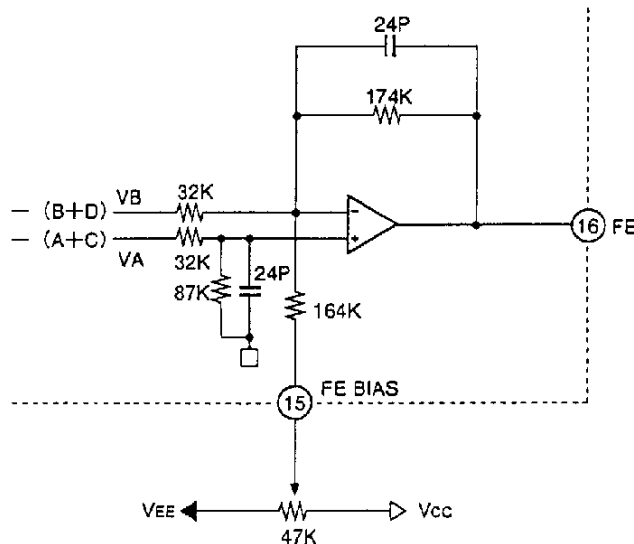 24P
174K
— (B+D) VB 32K
— (A+C) VA 32K
−
+
16 FE
87K 24P
164K
15 FE BIAS
VEE VCC
47K